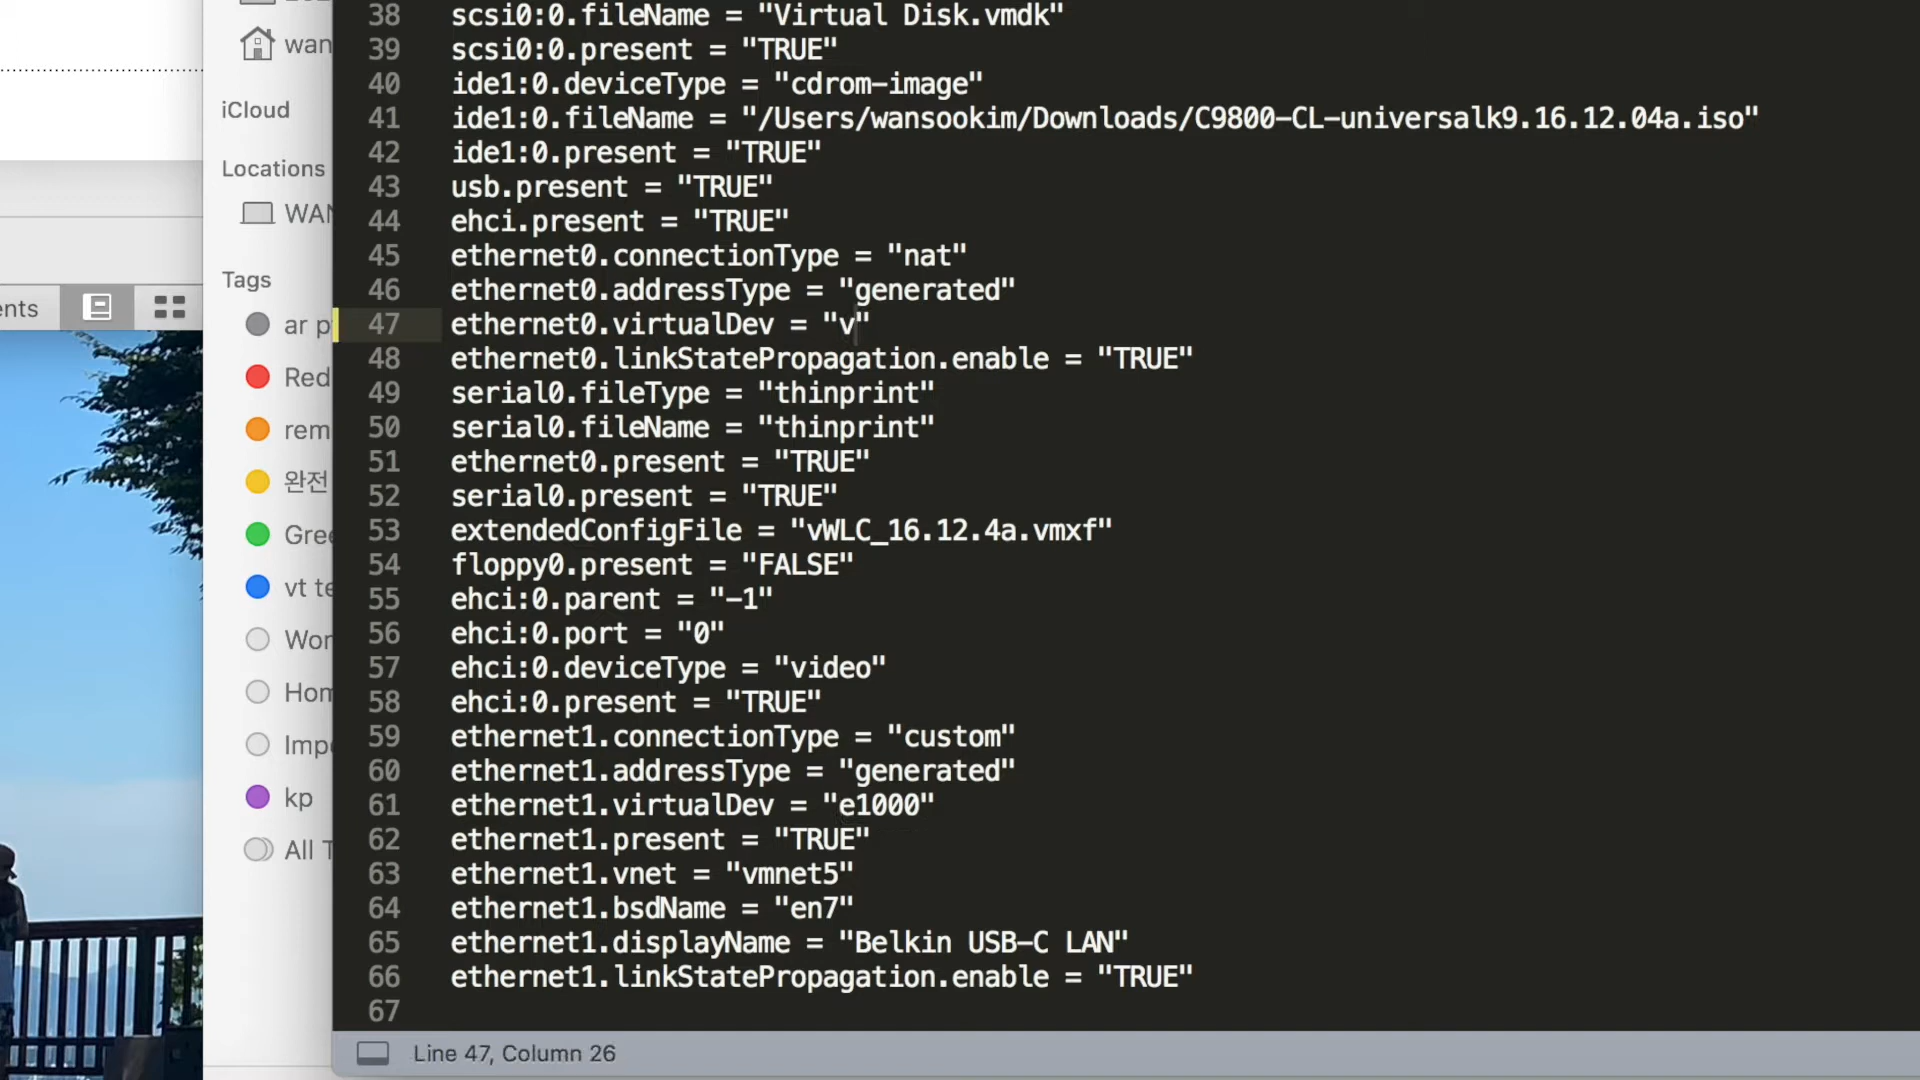 wan
iCloud
Locations
WAN
Tags
ents
ar p
Red
rem
완전
Gree
vt te
Wor
Hom
Impo
kp
All T
38 scsi0:0.fileName = "Virtual Disk.vmdk"
39 scsi0:0.present = "TRUE"
40 ide1:0.deviceType = "cdrom-image"
41 ide1:0.fileName = "/Users/wansookim/Downloads/C9800-CL-universalk9.16.12.04a.iso"
42 ide1:0.present = "TRUE"
43 usb.present = "TRUE"
44 ehci.present = "TRUE"
45 ethernet0.connectionType = "nat"
46 ethernet0.addressType = "generated"
47 ethernet0.virtualDev = "v"
48 ethernet0.linkStatePropagation.enable = "TRUE"
49 serial0.fileType = "thinprint"
50 serial0.fileName = "thinprint"
51 ethernet0.present = "TRUE"
52 serial0.present = "TRUE"
53 extendedConfigFile = "vWLC_16.12.4a.vmxf"
54 floppy0.present = "FALSE"
55 ehci:0.parent = "-1"
56 ehci:0.port = "0"
57 ehci:0.deviceType = "video"
58 ehci:0.present = "TRUE"
59 ethernet1.connectionType = "custom"
60 ethernet1.addressType = "generated"
61 ethernet1.virtualDev = "e1000"
62 ethernet1.present = "TRUE"
63 ethernet1.vnet = "vmnet5"
64 ethernet1.bsdName = "en7"
65 ethernet1.displayName = "Belkin USB-C LAN"
66 ethernet1.linkStatePropagation.enable = "TRUE"
67
Line 47, Column 26